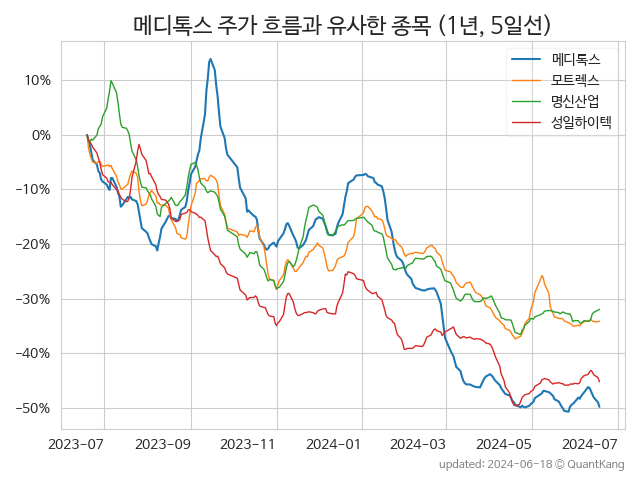 메디톡스 주가 흐름과 유사한 종목 (1년, 5일선)
메디톡스
모트렉스
명신산업
성일하이텍
10%
0%
−10%
−20%
−30%
−40%
−50%
2023-07 2023-09 2023-11 2024-01 2024-03 2024-05 2024-07
updated: 2024-06-18 © QuantKang